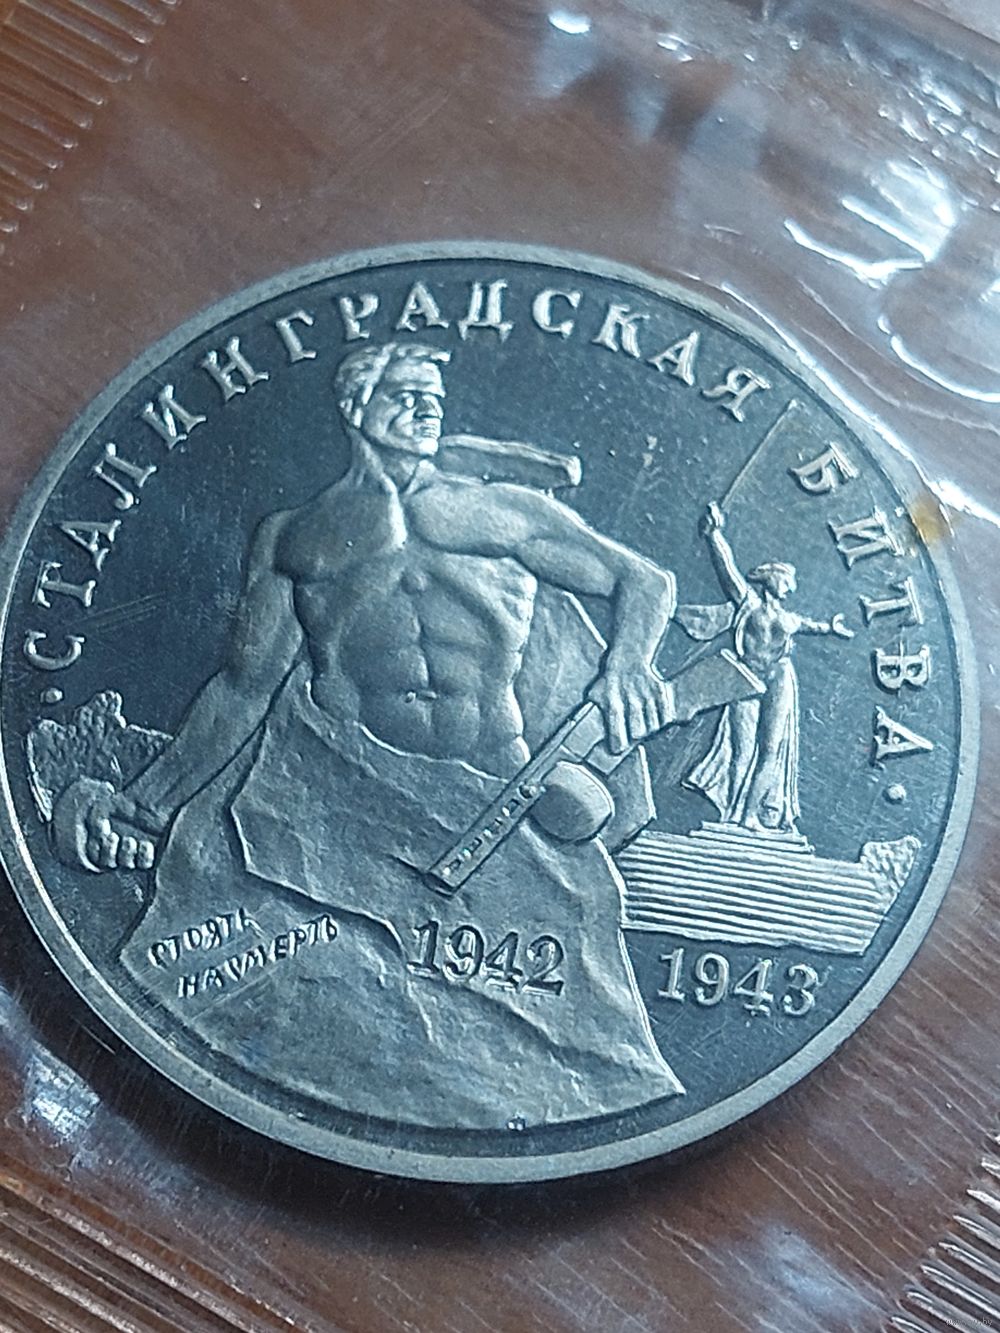 · СТАЛИНГРАДСКАЯ БИТВА ·
СТОЯТЬ
НАСМЕРТЬ
1942
1943